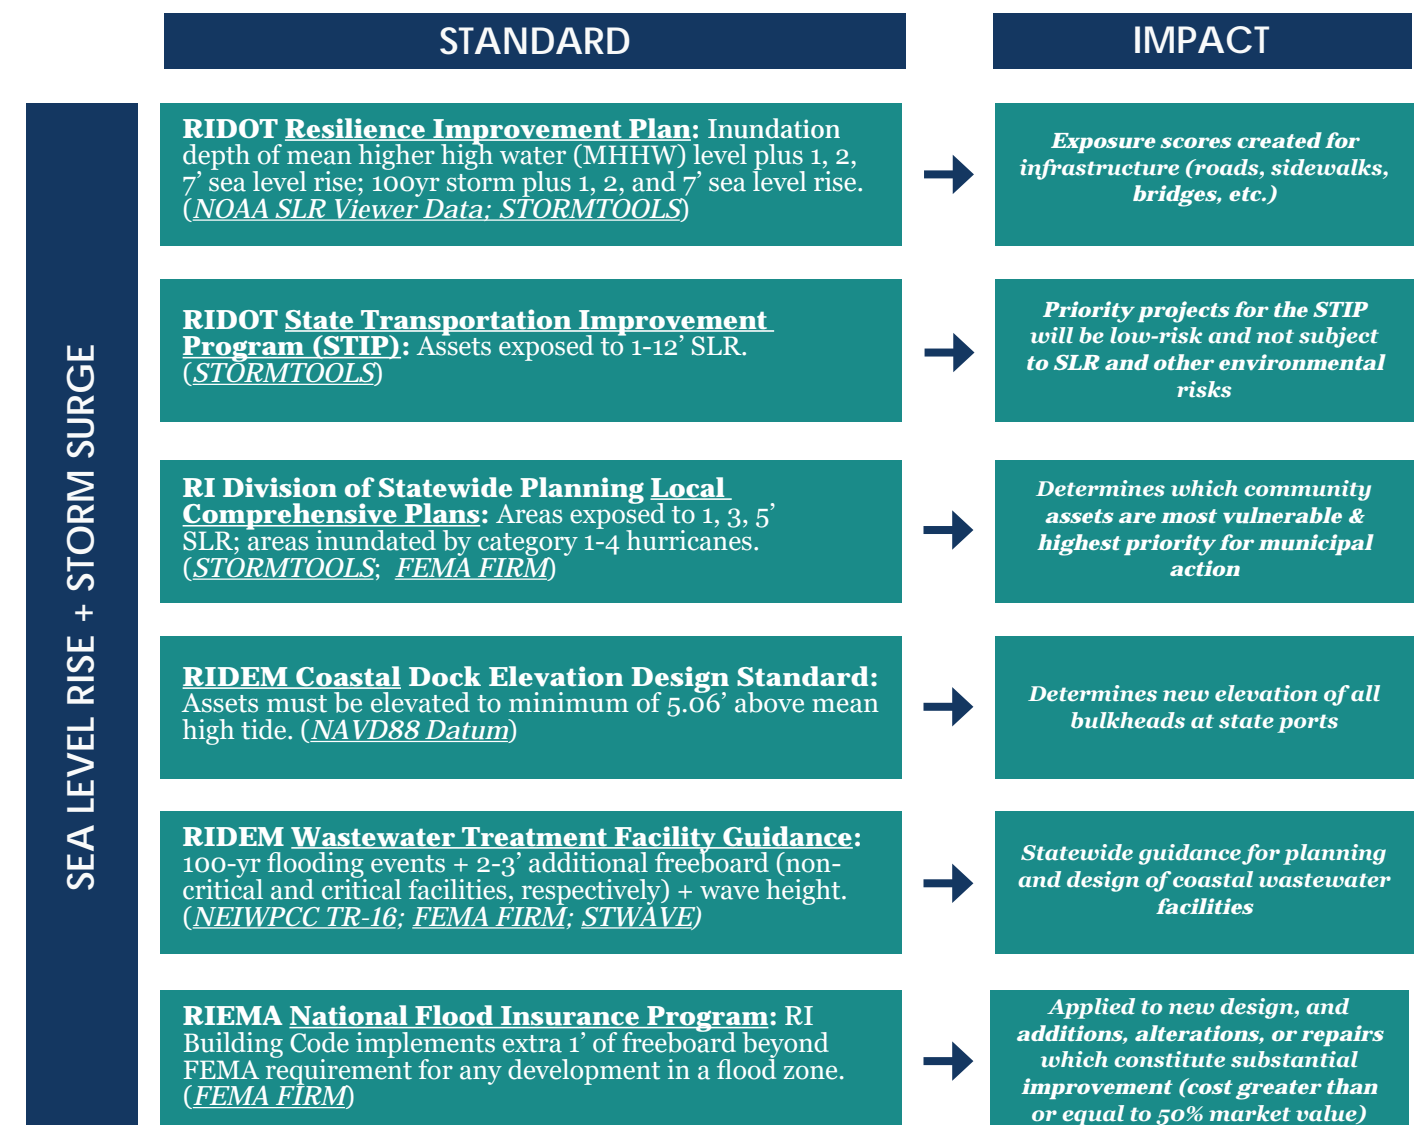 STANDARD
IMPACT
SEA LEVEL RISE + STORM SURGE
RIDOT Resilience Improvement Plan: Inundation
depth of mean higher high water (MHHW) level plus 1, 2,
7’ sea level rise; 100yr storm plus 1, 2, and 7’ sea level rise.
(NOAA SLR Viewer Data; STORMTOOLS)
Exposure scores created for
infrastructure (roads, sidewalks,
bridges, etc.)
RIDOT State Transportation Improvement
Program (STIP): Assets exposed to 1-12’ SLR.
(STORMTOOLS)
Priority projects for the STIP
will be low-risk and not subject
to SLR and other environmental
risks
RI Division of Statewide Planning Local
Comprehensive Plans: Areas exposed to 1, 3, 5’
SLR; areas inundated by category 1-4 hurricanes.
(STORMTOOLS; FEMA FIRM)
Determines which community
assets are most vulnerable &
highest priority for municipal
action
RIDEM Coastal Dock Elevation Design Standard:
Assets must be elevated to minimum of 5.06’ above mean
high tide. (NAVD88 Datum)
Determines new elevation of all
bulkheads at state ports
RIDEM Wastewater Treatment Facility Guidance:
100-yr flooding events + 2-3’ additional freeboard (non-
critical and critical facilities, respectively) + wave height.
(NEIWPCC TR-16; FEMA FIRM; STWAVE)
Statewide guidance for planning
and design of coastal wastewater
facilities
RIEMA National Flood Insurance Program: RI
Building Code implements extra 1’ of freeboard beyond
FEMA requirement for any development in a flood zone.
(FEMA FIRM)
Applied to new design, and
additions, alterations, or repairs
which constitute substantial
improvement (cost greater than
or equal to 50% market value)